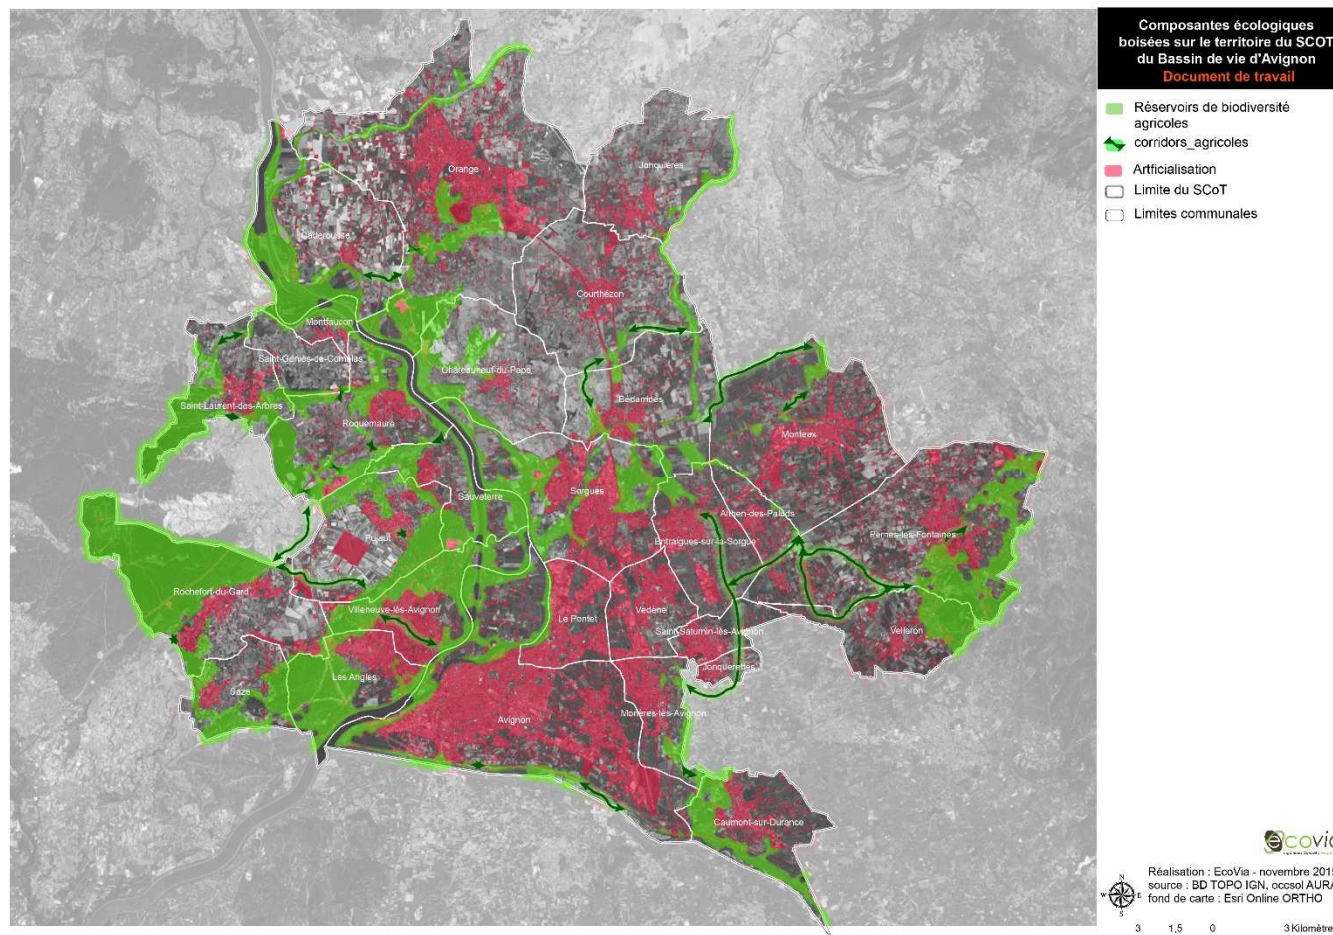 Composantes écologiques
boisées sur le territoire du SCOT
du Bassin de vie d'Avignon
Document de travail
Réservoirs de biodiversité
agricoles
corridors_agricoles
Artficialisation
Limite du SCoT
Limites communales
Orange
Jonquières
Caderousse
Courthézon
Montfaucon
Saint-Géniès-de-Comolas
Châteauneuf-du-Pape
Saint-Laurent-des-Arbres
Bédarrides
Roquemaure
Monteux
Sauveterre
Sorgues
Althen-des-Paluds
Pujaut
Entraigues-sur-la-Sorgue
Pernes-les-Fontaines
Rochefort-du-Gard
Villeneuve-lès-Avignon
Le Pontet
Vedène
Saint-Saturnin-lès-Avignon
Velleron
Jonquerettes
Les Angles
Saze
Avignon
Morières-lès-Avignon
Caumont-sur-Durance
écovia
Réalisation : EcoVia - novembre 2015
source : BD TOPO IGN, occsol AURA
fond de carte : Esri Online ORTHO
N
W E
S
3 1,5 0 3 Kilomètre